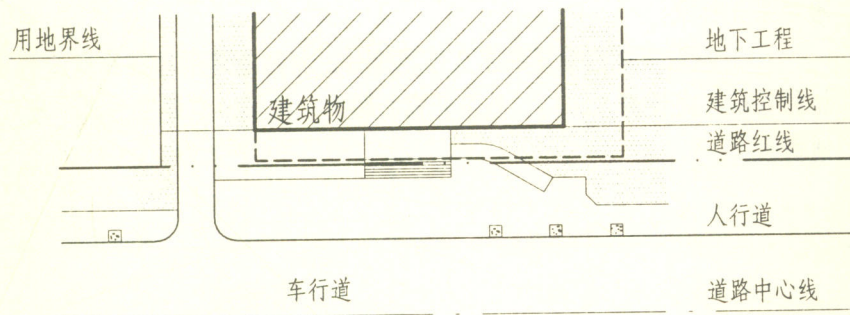 用地界线
地下工程
建筑物
建筑控制线
道路红线
人行道
车行道
道路中心线